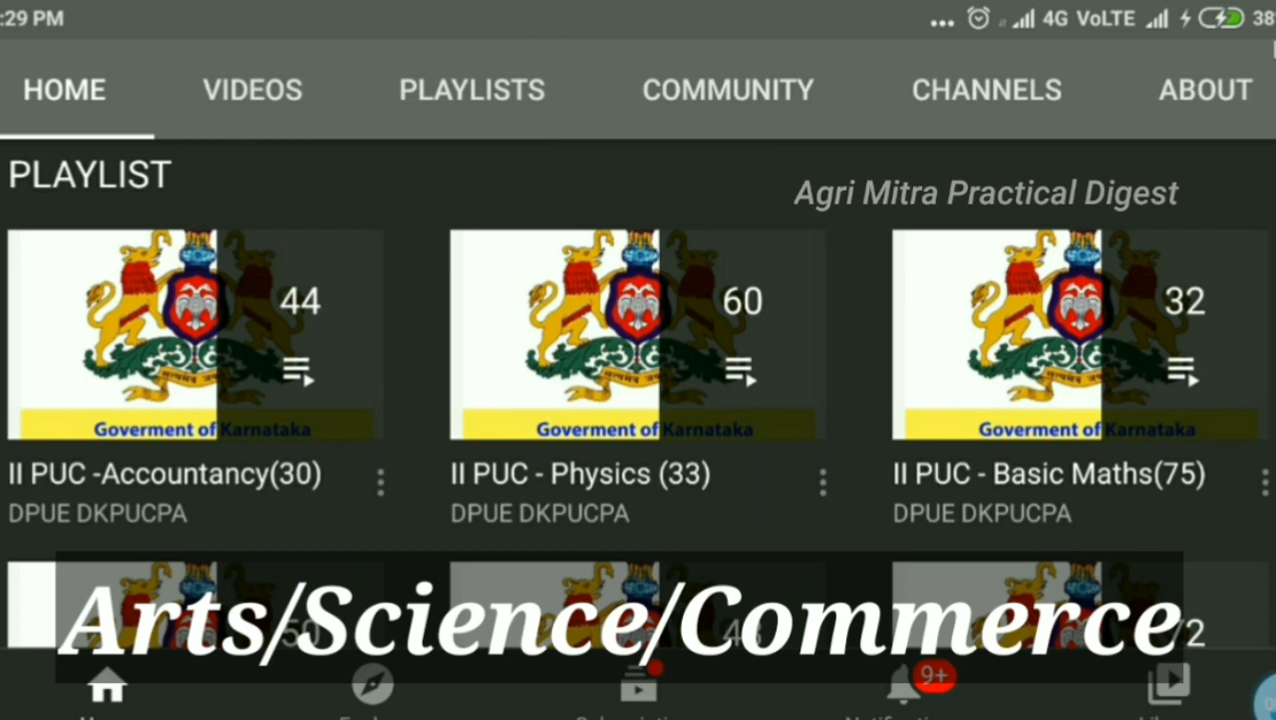 :29 PM
4G VoLTE
38
HOME VIDEOS PLAYLISTS COMMUNITY CHANNELS ABOUT
PLAYLIST
Agri Mitra Practical Digest
44 60 32
Goverment of Karnataka Goverment of Karnataka Goverment of Karnataka
II PUC -Accountancy(30) II PUC - Physics (33) II PUC - Basic Maths(75)
DPUE DKPUCPA DPUE DKPUCPA DPUE DKPUCPA
Arts/Science/Commerce
9+